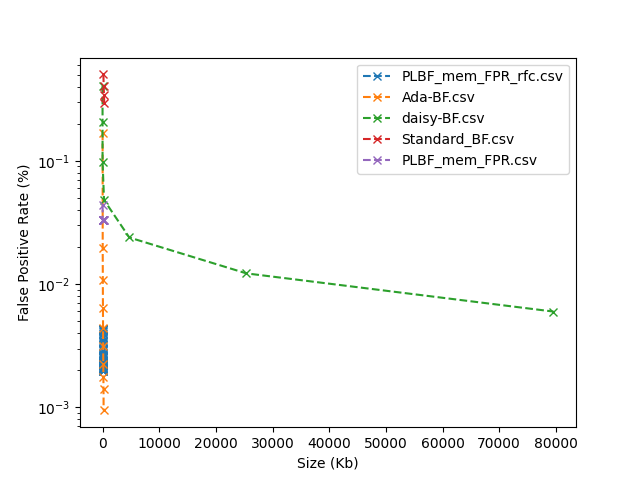 PLBF_mem_FPR_rfc.csv
Ada-BF.csv
daisy-BF.csv
Standard_BF.csv
PLBF_mem_FPR.csv
False Positive Rate (%)
10⁻¹
10⁻²
10⁻³
0 10000 20000 30000 40000 50000 60000 70000 80000
Size (Kb)